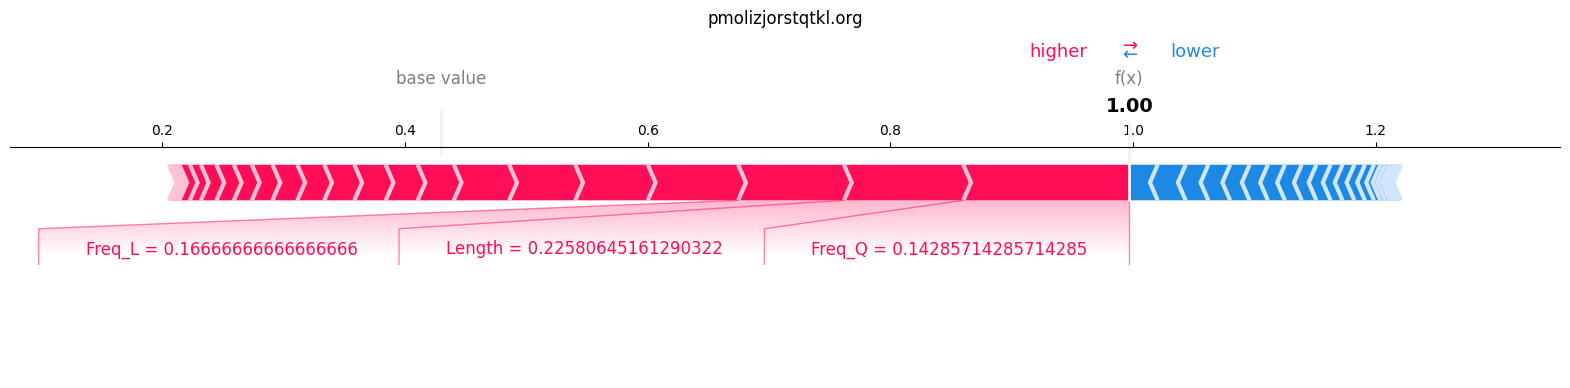 pmolizjorstqtkl.org
higher ⇄ lower
base value f(x)
1.00
0.2 0.4 0.6 0.8 1.0 1.2
Freq_L = 0.16666666666666666 Length = 0.22580645161290322 Freq_Q = 0.14285714285714285